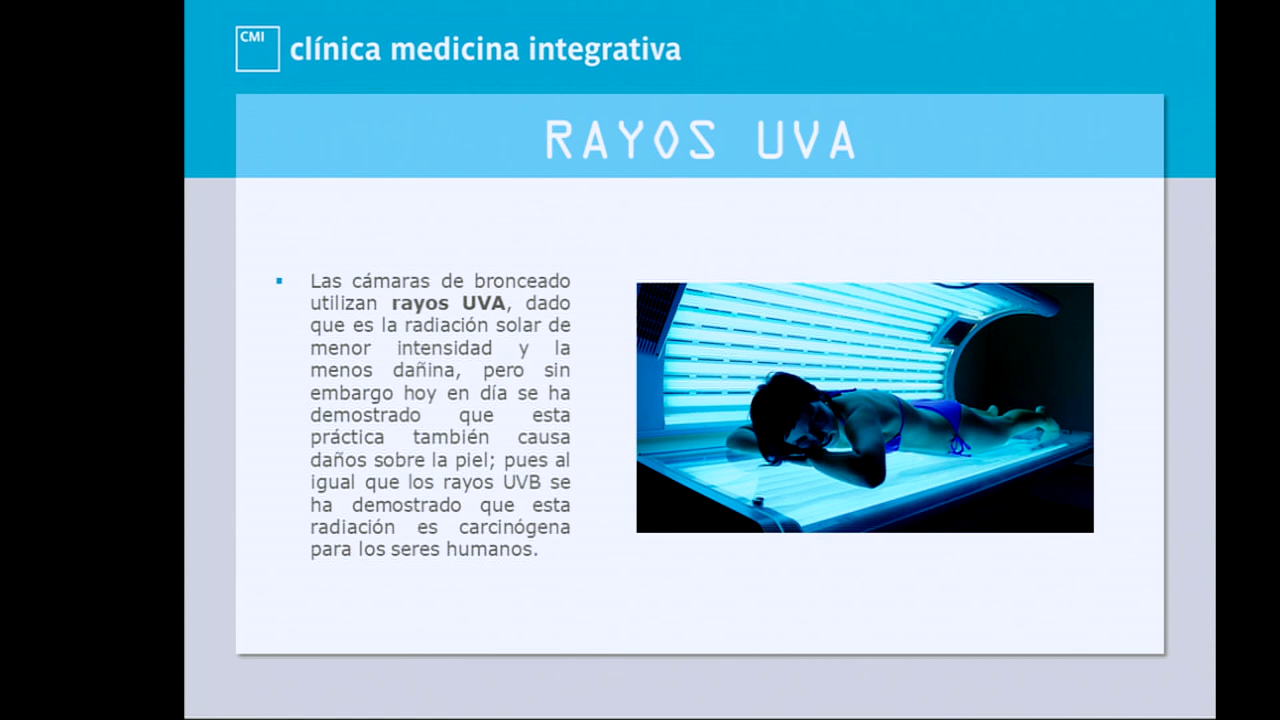 CMI
clínica medicina integrativa
RAYOS UVA
Las cámaras de bronceado
utilizan rayos UVA, dado
que es la radiación solar de
menor intensidad y la
menos dañina, pero sin
embargo hoy en día se ha
demostrado que esta
práctica también causa
daños sobre la piel; pues al
igual que los rayos UVB se
ha demostrado que esta
radiación es carcinógena
para los seres humanos.